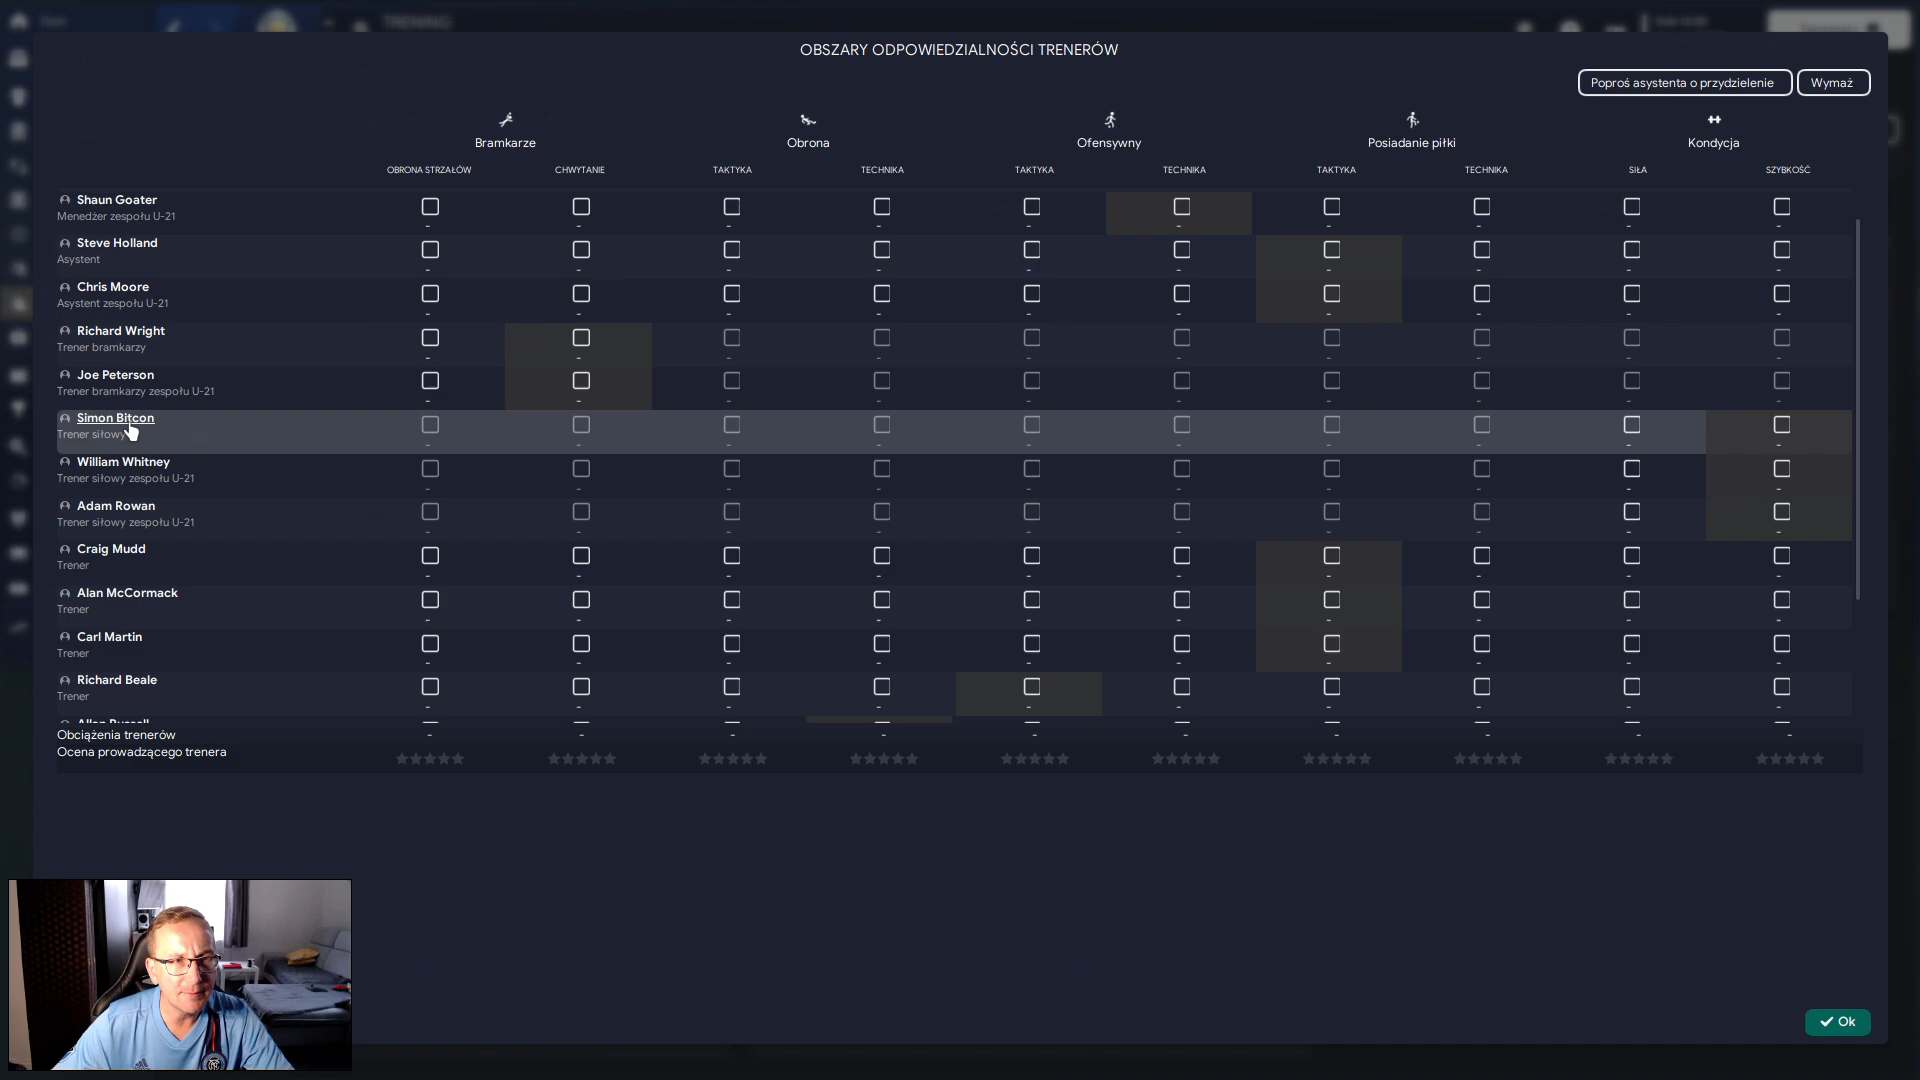 TRENING
OBSZARY ODPOWIEDZIALNOŚCI TRENERÓW
Poproś asystenta o przydzielenie
Wymaż
Bramkarze
Obrona
Ofensywny
Posiadanie piłki
Kondycja
OBRONA STRZAŁÓW
CHWYTANIE
TAKTYKA
TECHNIKA
TAKTYKA
TECHNIKA
TAKTYKA
TECHNIKA
SIŁA
SZYBKOŚĆ
Shaun Goater
Menedżer zespołu U-21
Steve Holland
Asystent
Chris Moore
Asystent zespołu U-21
Richard Wright
Trener bramkarzy
Joe Peterson
Trener bramkarzy zespołu U-21
Simon Bitcon
Trener siłowy
William Whitney
Trener siłowy zespołu U-21
Adam Rowan
Trener siłowy zespołu U-21
Craig Mudd
Trener
Alan McCormack
Trener
Carl Martin
Trener
Richard Beale
Trener
Allan Russell
Obciążenia trenerów
Ocena prowadzącego trenera
Ok